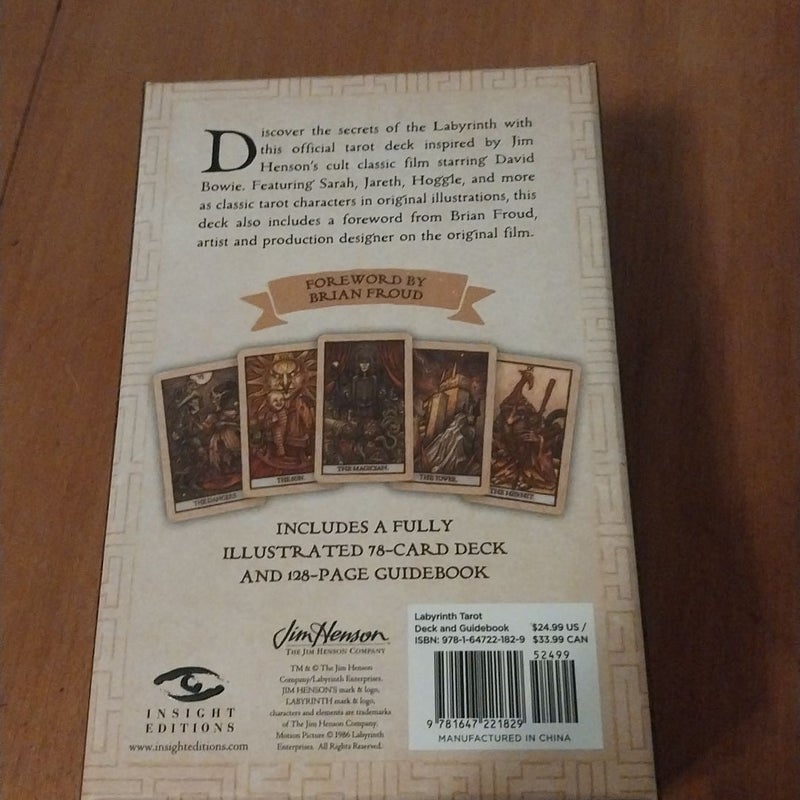 Discover the secrets of the Labyrinth with
this official tarot deck inspired by Jim
Henson's cult classic film starring David
Bowie. Featuring Sarah, Jareth, Hoggle, and more
as classic tarot characters in original illustrations, this
deck also includes a foreword from Brian Froud,
artist and production designer on the original film.
FOREWORD BY
BRIAN FROUD
THE SUN.
THE MAGICIAN.
THE TOWER.
THE HERMIT.
INCLUDES A FULLY
ILLUSTRATED 78-CARD DECK
AND 128-PAGE GUIDEBOOK
INSIGHT
EDITIONS
www.insighteditions.com
Jim Henson
THE JIM HENSON COMPANY
TM & © The Jim Henson
Company/Labyrinth Enterprises.
JIM HENSON'S mark & logo,
LABYRINTH mark & logo,
characters and elements are trademarks
of The Jim Henson Company.
Motion Picture © 1986 Labyrinth
Enterprises. All Rights Reserved.
Labyrinth Tarot
Deck and Guidebook $24.99 US /
ISBN: 978-1-64722-182-9 $33.99 CAN
52499
9 781647 221829
MANUFACTURED IN CHINA